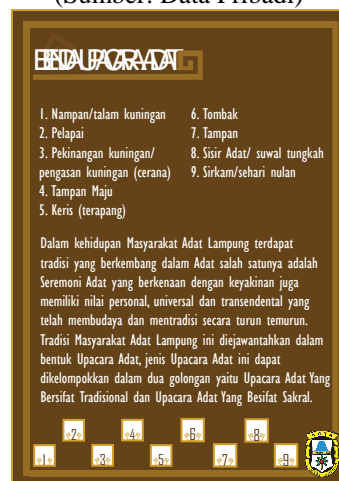 (Sumber: Data Pribadi)
BENDA UPACARA ADAT
1. Nampan/talam kuningan
2. Pelapai
3. Pekinangan kuningan/
pengasan kuningan (cerana)
4. Tampan Maju
5. Keris (terapang)
6. Tombak
7. Tampan
8. Sisir Adat/ suwal tungkah
9. Sirkam/sehari nulan
Dalam kehidupan Masyarakat Adat Lampung terdapat
tradisi yang berkembang dalam Adat salah satunya adalah
Seremoni Adat yang berkenaan dengan keyakinan juga
memiliki nilai personal, universal dan transendental yang
telah membudaya dan mentradisi secara turun temurun.
Tradisi Masyarakat Adat Lampung ini diejawantahkan dalam
bentuk Upacara Adat, jenis Upacara Adat ini dapat
dikelompokkan dalam dua golongan yaitu Upacara Adat Yang
Bersifat Tradisional dan Upacara Adat Yang Besifat Sakral.
2 4 6 8
1 3 5 7 9